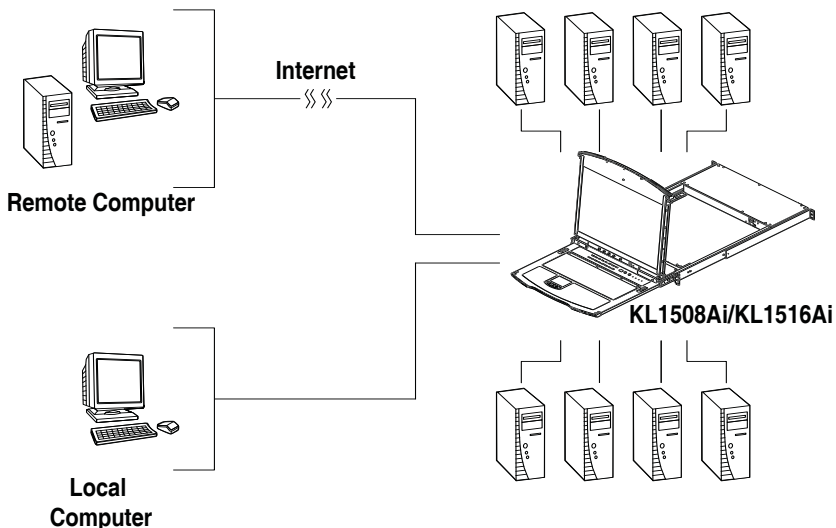 Internet
Remote Computer
KL1508Ai/KL1516Ai
Local
Computer